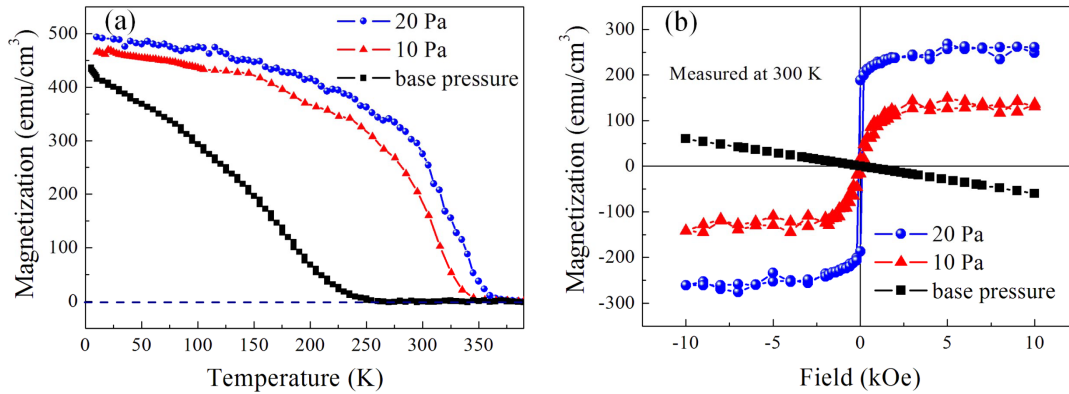 (a)
20 Pa
10 Pa
base pressure
500
400
300
200
100
0
0 50 100 150 200 250 300 350
Magnetization (emu/cm³)
Temperature (K)
(b)
Measured at 300 K
20 Pa
10 Pa
base pressure
300
200
100
0
-100
-200
-300
-10 -5 0 5 10
Magnetization (emu/cm³)
Field (kOe)